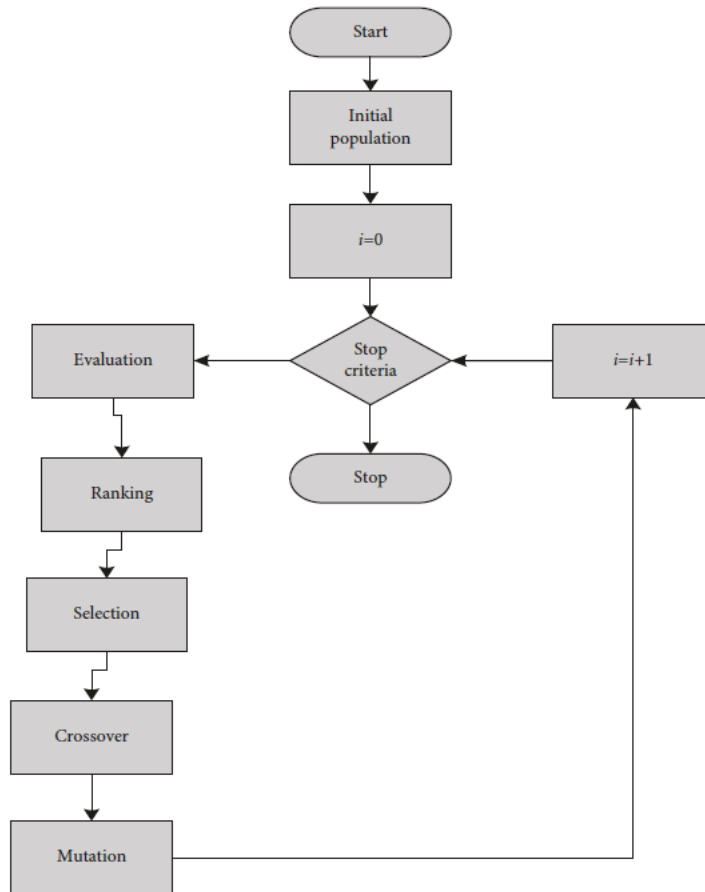 Start
Initial
population
i=0
Stop
criteria
Evaluation
i=i+1
Stop
Ranking
Selection
Crossover
Mutation